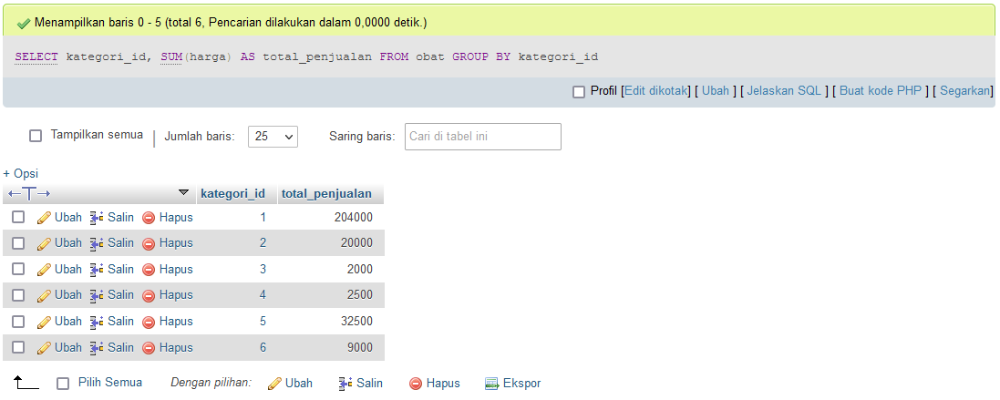 Menampilkan baris 0 - 5 (total 6, Pencarian dilakukan dalam 0,0000 detik.)
SELECT kategori_id, SUM(harga) AS total_penjualan FROM obat GROUP BY kategori_id
Profil [Edit dikotak] [ Ubah ] [ Jelaskan SQL ] [ Buat kode PHP ] [ Segarkan]
Tampilkan semua | Jumlah baris: 25 Saring baris: Cari di tabel ini
+ Opsi
←T→ kategori_id total_penjualan
Ubah Salin Hapus 1 204000
Ubah Salin Hapus 2 20000
Ubah Salin Hapus 3 2000
Ubah Salin Hapus 4 2500
Ubah Salin Hapus 5 32500
Ubah Salin Hapus 6 9000
Pilih Semua Dengan pilihan: Ubah Salin Hapus Ekspor